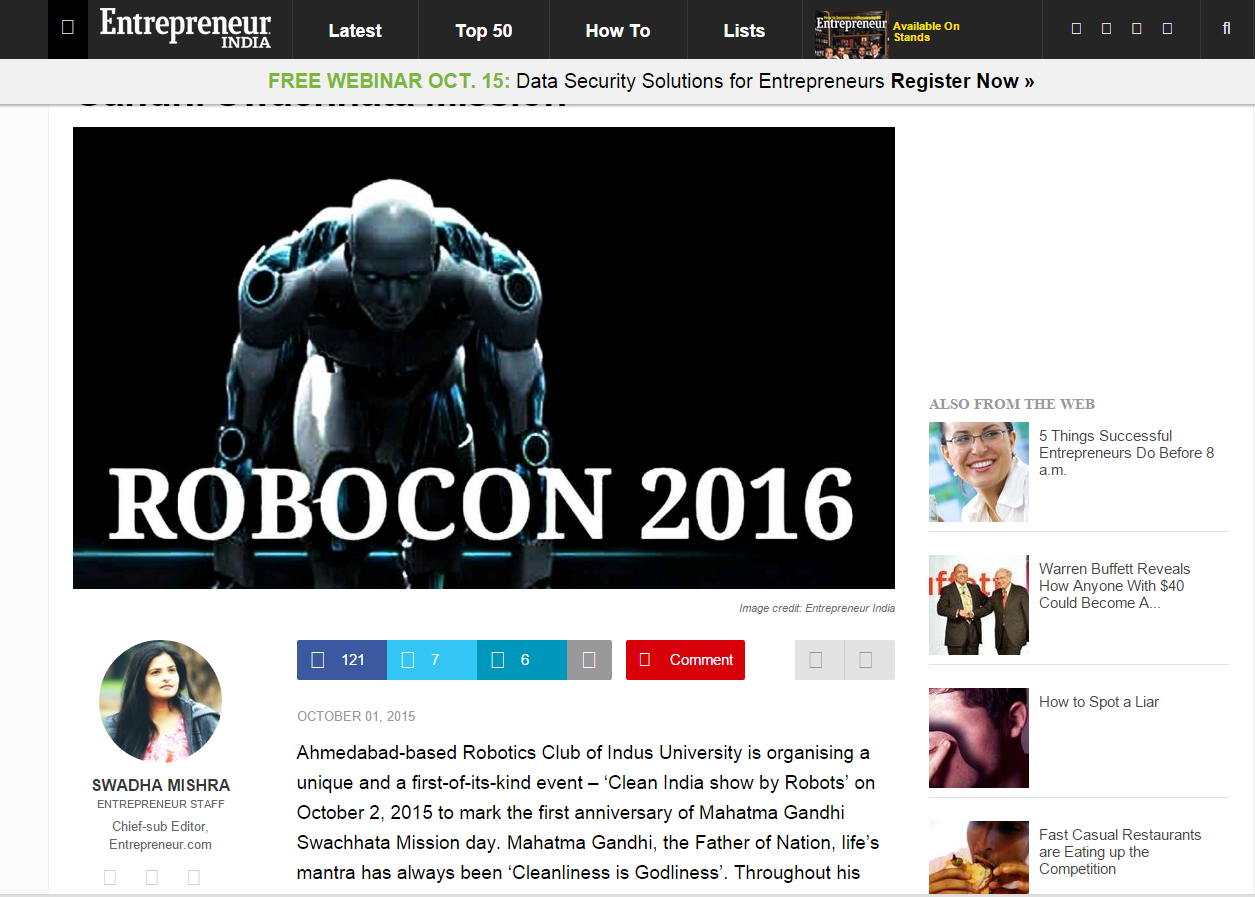 Entrepreneur
INDIA
Latest
Top 50
How To
Lists
Entrepreneur
Available On
Stands
FREE WEBINAR OCT. 15: Data Security Solutions for Entrepreneurs Register Now »
Gandhi Swachhata Mission
ROBOCON 2016
Image credit: Entrepreneur India
121
7
6
Comment
SWADHA MISHRA
ENTREPRENEUR STAFF
Chief-sub Editor,
Entrepreneur.com
OCTOBER 01, 2015
Ahmedabad-based Robotics Club of Indus University is organising a
unique and a first-of-its-kind event – ‘Clean India show by Robots’ on
October 2, 2015 to mark the first anniversary of Mahatma Gandhi
Swachhata Mission day. Mahatma Gandhi, the Father of Nation, life’s
mantra has always been ‘Cleanliness is Godliness’. Throughout his
ALSO FROM THE WEB
5 Things Successful
Entrepreneurs Do Before 8
a.m.
Warren Buffett Reveals
How Anyone With $40
Could Become A...
How to Spot a Liar
Fast Casual Restaurants
are Eating up the
Competition